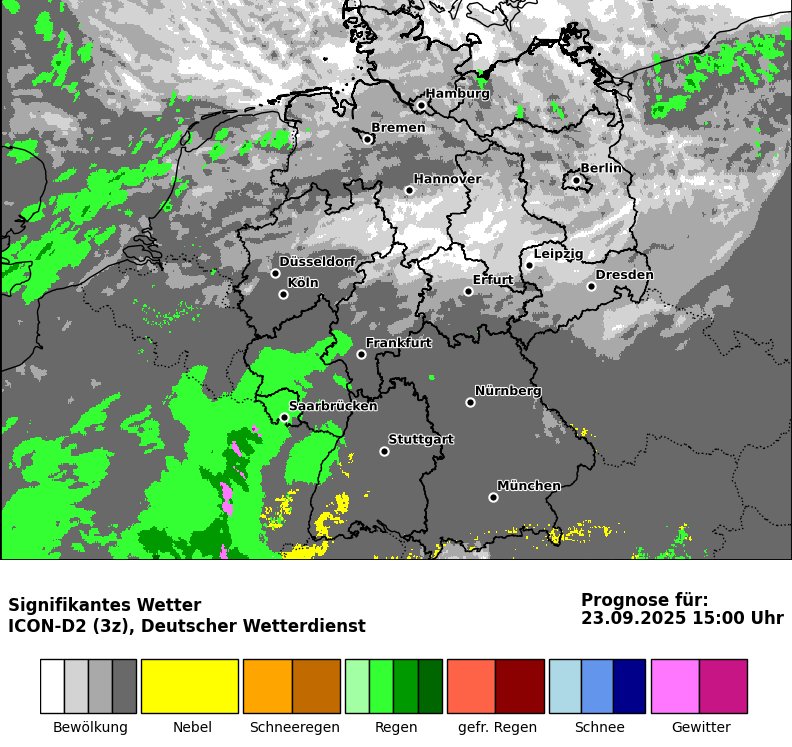 Hamburg
Bremen
Berlin
Hannover
Leipzig
Düsseldorf
Dresden
Köln
Erfurt
Frankfurt
Nürnberg
Saarbrücken
Stuttgart
München
Signifikantes Wetter
ICON-D2 (3z), Deutscher Wetterdienst
Prognose für:
23.09.2025 15:00 Uhr
Bewölkung
Nebel
Schneeregen
Regen
gefr. Regen
Schnee
Gewitter